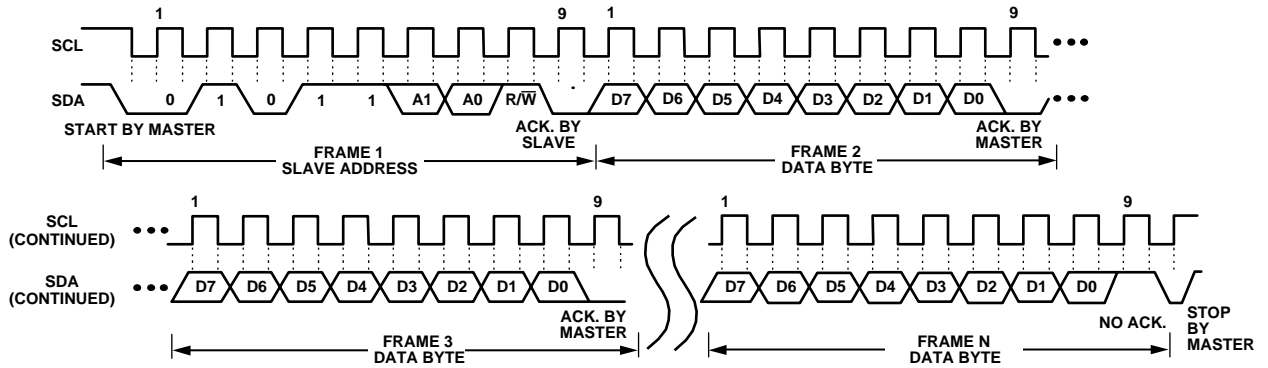 1 9 1 9
SCL
SDA 0 1 0 1 1 A1 A0 R/W̅ D7 D6 D5 D4 D3 D2 D1 D0
START BY MASTER
ACK. BY
SLAVE
ACK. BY
MASTER
FRAME 1
SLAVE ADDRESS
FRAME 2
DATA BYTE
1 9 1 9
SCL
(CONTINUED)
SDA
(CONTINUED)
D7 D6 D5 D4 D3 D2 D1 D0 D7 D6 D5 D4 D3 D2 D1 D0
ACK. BY
MASTER
NO ACK.
STOP
BY
MASTER
FRAME 3
DATA BYTE
FRAME N
DATA BYTE